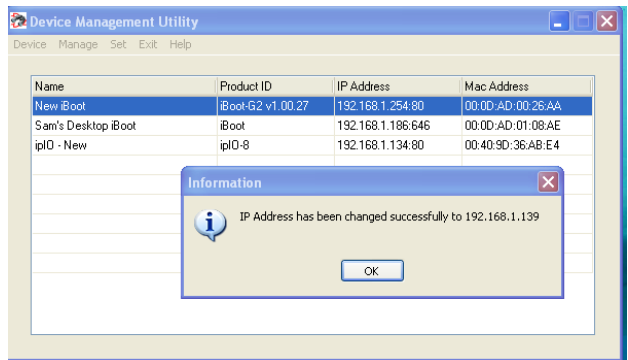 Device Management Utility
Device Manage Set Exit Help
Name Product ID IP Address Mac Address
New iBoot iBoot-G2 v1.00.27 192.168.1.254:80 00:0D:AD:00:26:AA
Sam's Desktop iBoot iBoot 192.168.1.186:646 00:0D:AD:01:08:AE
ipIO - New ipIO-8 192.168.1.134:80 00:40:9D:36:AB:E4
Information
IP Address has been changed successfully to 192.168.1.139
OK